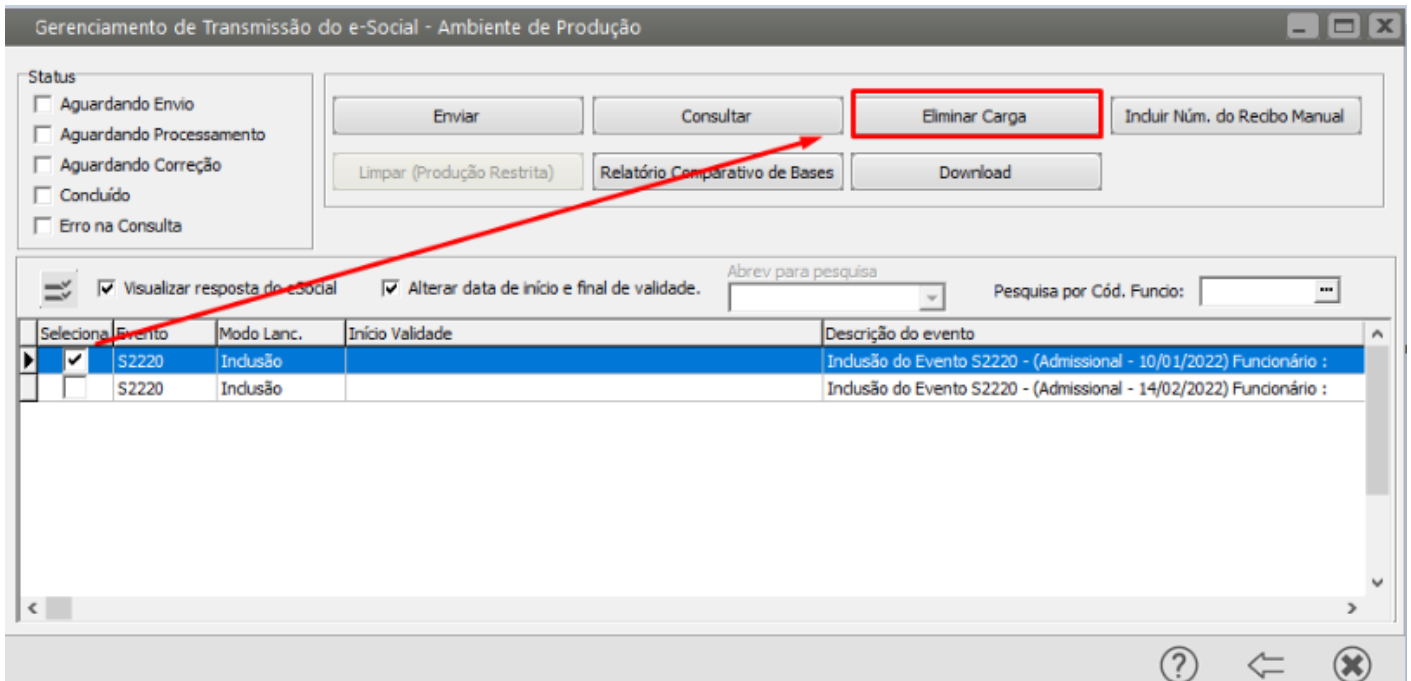 Gerenciamento de Transmissão do e-Social - Ambiente de Produção
Status
Aguardando Envio
Aguardando Processamento
Aguardando Correção
Concluído
Erro na Consulta
Enviar Consultar Eliminar Carga Incluir Núm. do Recibo Manual
Limpar (Produção Restrita) Relatório Comparativo de Bases Download
Visualizar resposta do eSocial Alterar data de início e final de validade. Abrev para pesquisa Pesquisa por Cód. Funcio: ...
Seleciona Evento Modo Lanc. Início Validade Descrição do evento
S2220 Inclusão Inclusão do Evento S2220 - (Admissional - 10/01/2022) Funcionário :
S2220 Inclusão Inclusão do Evento S2220 - (Admissional - 14/02/2022) Funcionário :